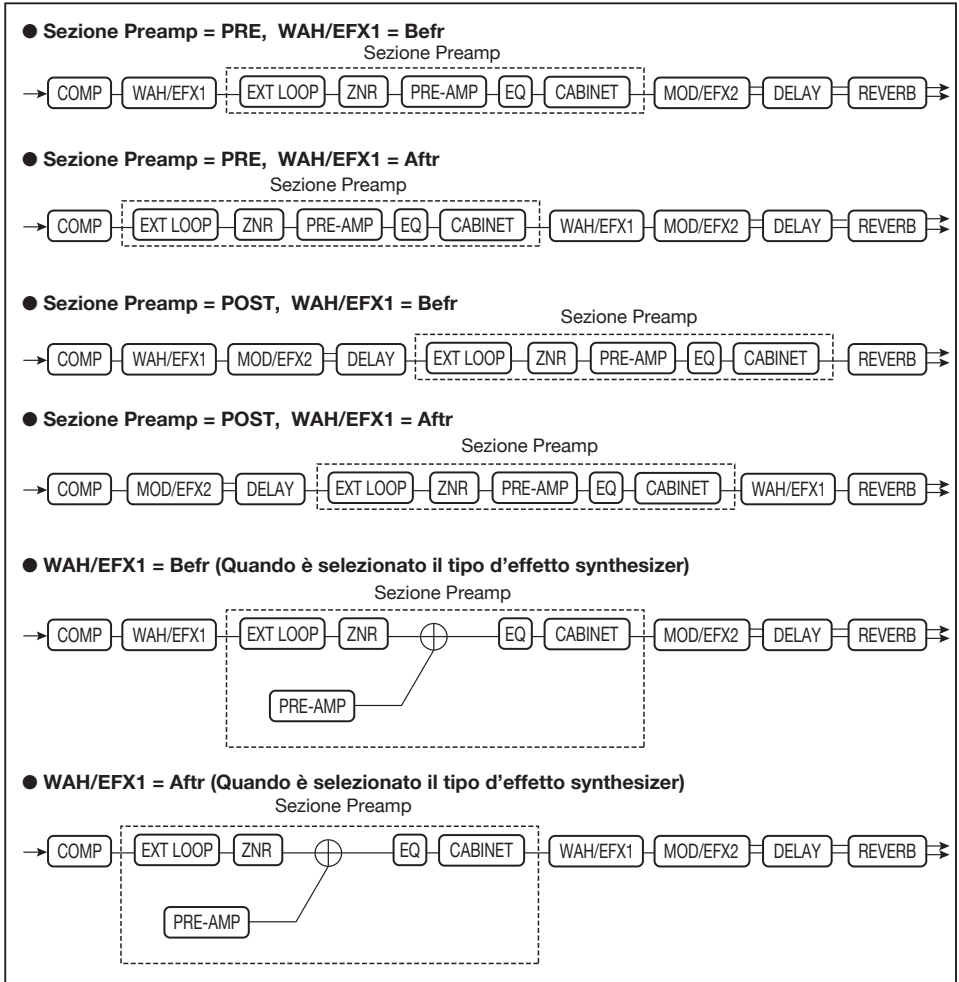 ● Sezione Preamp = PRE, WAH/EFX1 = Befr
Sezione Preamp
COMP WAH/EFX1 EXT LOOP ZNR PRE-AMP EQ CABINET MOD/EFX2 DELAY REVERB
● Sezione Preamp = PRE, WAH/EFX1 = Aftr
Sezione Preamp
COMP EXT LOOP ZNR PRE-AMP EQ CABINET WAH/EFX1 MOD/EFX2 DELAY REVERB
● Sezione Preamp = POST, WAH/EFX1 = Befr
Sezione Preamp
COMP WAH/EFX1 MOD/EFX2 DELAY EXT LOOP ZNR PRE-AMP EQ CABINET REVERB
● Sezione Preamp = POST, WAH/EFX1 = Aftr
Sezione Preamp
COMP MOD/EFX2 DELAY EXT LOOP ZNR PRE-AMP EQ CABINET WAH/EFX1 REVERB
● WAH/EFX1 = Befr (Quando è selezionato il tipo d'effetto synthesizer)
Sezione Preamp
COMP WAH/EFX1 EXT LOOP ZNR EQ CABINET MOD/EFX2 DELAY REVERB
PRE-AMP
● WAH/EFX1 = Aftr (Quando è selezionato il tipo d'effetto synthesizer)
Sezione Preamp
COMP EXT LOOP ZNR EQ CABINET WAH/EFX1 MOD/EFX2 DELAY REVERB
PRE-AMP